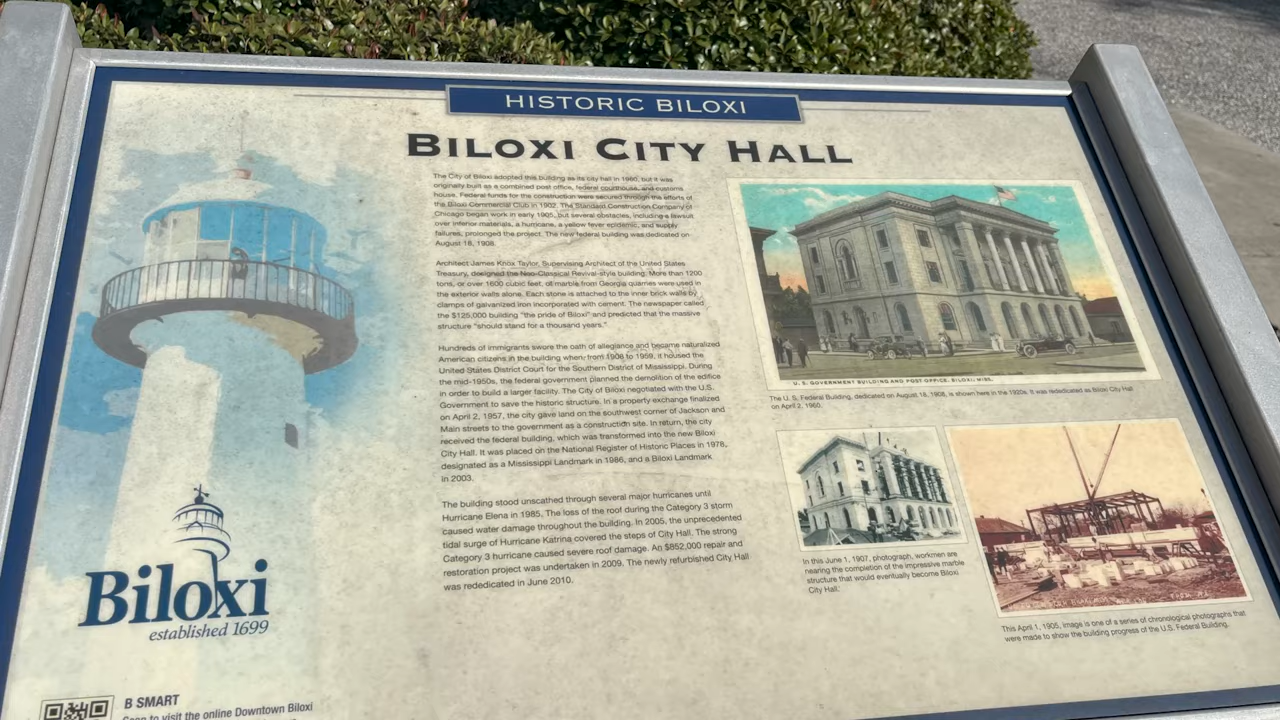 HISTORIC BILOXI
BILOXI CITY HALL
The City of Biloxi adopted this building as its city hall in 1960, but it was
originally built as a combined post office, federal courthouse, and customs
house. Federal funds for the construction were secured through the efforts of
the Biloxi Commercial Club in 1902. The Standard Construction Company of
Chicago began work in early 1905, but several obstacles, including a lawsuit
over interior materials, a hurricane, a yellow fever epidemic, and supply
failures, prolonged the project. The new federal building was dedicated on
August 18, 1908.
Architect James Knox Taylor, Supervising Architect of the United States
Treasury, designed the Neo-Classical Revival-style building. More than 1200
tons, or over 1600 cubic feet, of marble from Georgia quarries were used in
the exterior walls alone. Each stone is attached to the inner brick walls by
clamps of galvanized iron incorporated with cement. The newspaper called
the $125,000 building "the pride of Biloxi" and predicted that the massive
structure "should stand for a thousand years."
Hundreds of immigrants swore the oath of allegiance and became naturalized
American citizens in the building when, from 1908 to 1959, it housed the
United States District Court for the Southern District of Mississippi. During
the mid-1950s, the federal government planned the demolition of the edifice
in order to build a larger facility. The City of Biloxi negotiated with the U.S.
Government to save the historic structure. In a property exchange finalized
on April 2, 1957, the city gave land on the southwest corner of Jackson and
Main streets to the government as a construction site. In return, the city
received the federal building, which was transformed into the new Biloxi
City Hall. It was placed on the National Register of Historic Places in 1978,
designated as a Mississippi Landmark in 1986, and a Biloxi Landmark
in 2003.
The building stood unscathed through several major hurricanes until
Hurricane Elena in 1985. The loss of the roof during the Category 3 storm
caused water damage throughout the building. In 2005, the unprecedented
tidal surge of Hurricane Katrina covered the steps of City Hall. The strong
Category 3 hurricane caused severe roof damage. An $852,000 repair and
restoration project was undertaken in 2009. The newly refurbished City Hall
was rededicated in June 2010.
U. S. GOVERNMENT BUILDING AND POST OFFICE, BILOXI, MISS.
The U. S. Federal Building, dedicated on August 18, 1908, is shown here in the 1920s. It was rededicated as Biloxi City Hall
on April 2, 1960.
In this June 1, 1907, photograph, workmen are
nearing the completion of the impressive marble
structure that would eventually become Biloxi
City Hall.
This April 1, 1905, image is one of a series of chronological photographs that
were made to show the building progress of the U.S. Federal Building.
Biloxi
established 1699
B SMART
to visit the online Downtown Biloxi